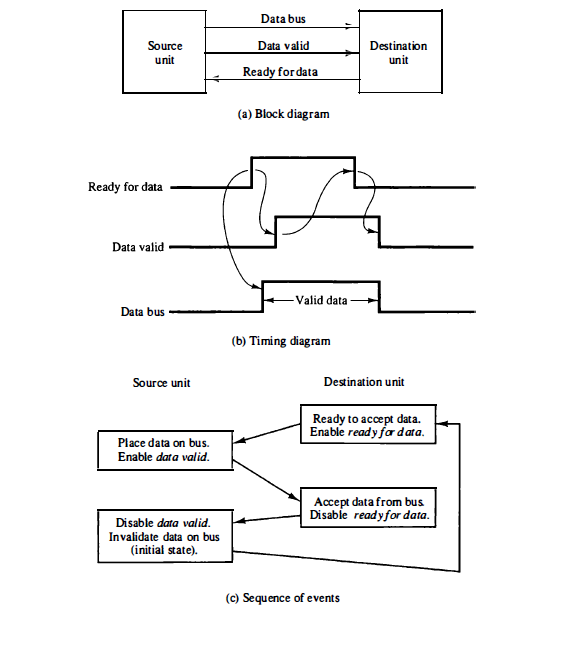 Data bus
Source
unit
Data valid
Destination
unit
Ready for data
(a) Block diagram
Ready for data
Data valid
Valid data
Data bus
(b) Timing diagram
Source unit
Destination unit
Ready to accept data.
Enable ready for data.
Place data on bus.
Enable data valid.
Accept data from bus.
Disable ready for data.
Disable data valid.
Invalidate data on bus
(initial state).
(c) Sequence of events